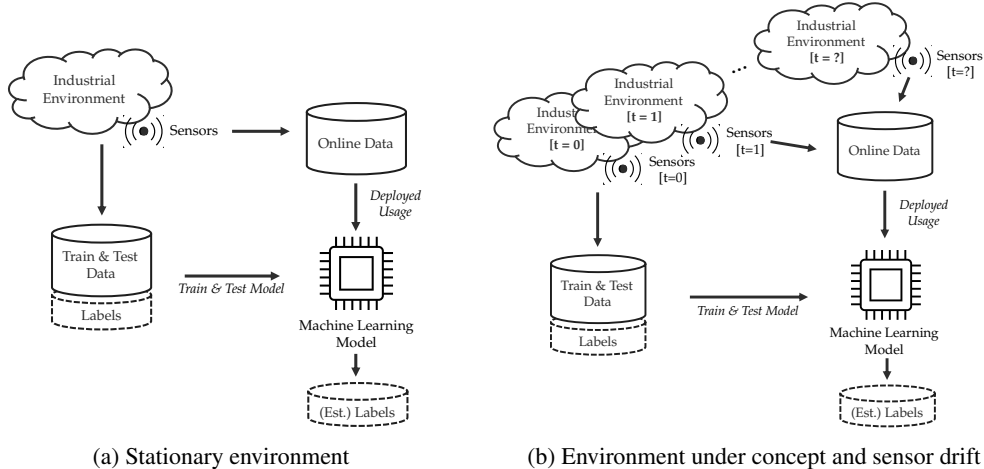 Industrial
Environment
Sensors
Online Data
Deployed
Usage
Train & Test
Data
Labels
Train & Test Model
Machine Learning
Model
(Est.) Labels
(a) Stationary environment
Industrial
Environment
[t = ?]
Sensors
[t=?]
...
Industrial
Environment
[t = 1]
Sensors
[t=1]
Indust
Environmen
[t = 0]
Sensors
[t=0]
Online Data
Deployed
Usage
Train & Test
Data
Labels
Train & Test Model
Machine Learning
Model
(Est.) Labels
(b) Environment under concept and sensor drift